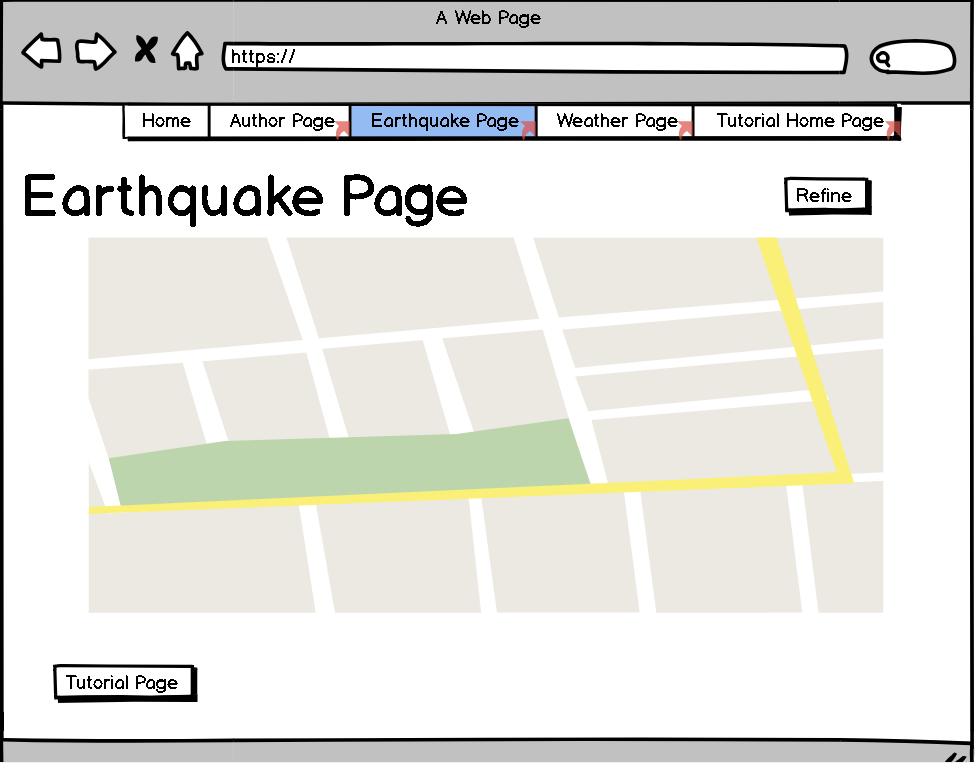 A Web Page
https://
Home Author Page Earthquake Page Weather Page Tutorial Home Page
Earthquake Page
Refine
Tutorial Page